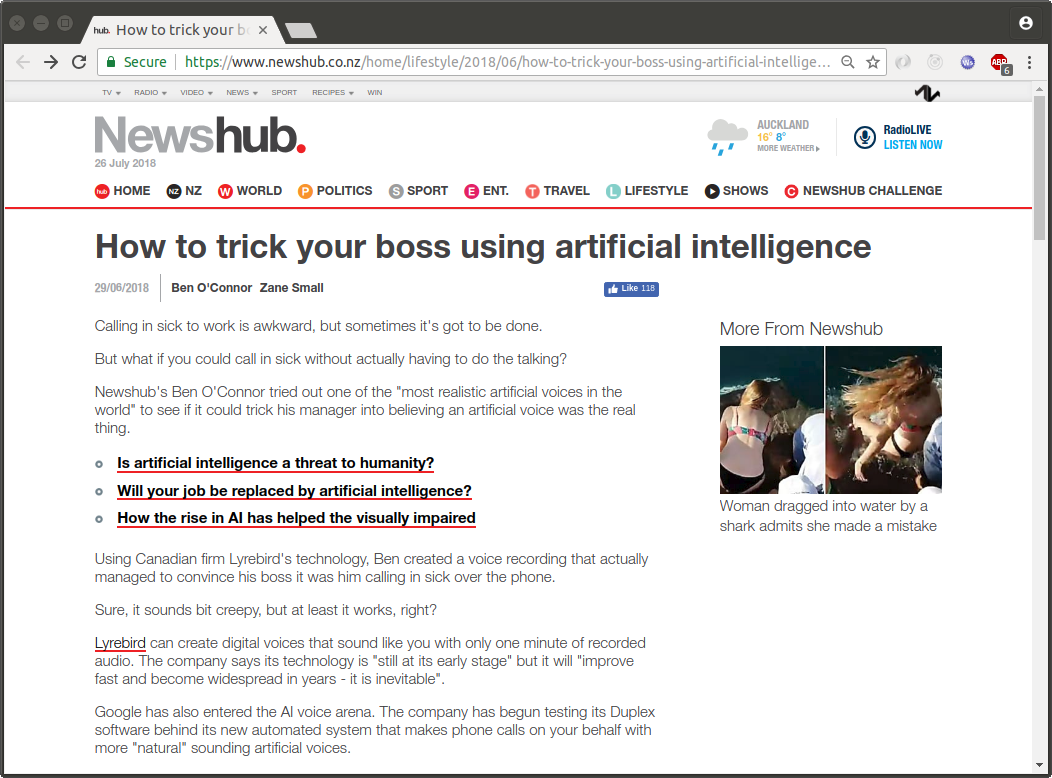 hub. How to trick your b
Secure https://www.newshub.co.nz/home/lifestyle/2018/06/how-to-trick-your-boss-using-artificial-intellige...
Ws
ABP
6
TV RADIO VIDEO NEWS SPORT RECIPES WIN
Newshub.
26 July 2018
AUCKLAND
16° 8°
MORE WEATHER
RadioLIVE
LISTEN NOW
hub HOME NZ NZ W WORLD P POLITICS S SPORT E ENT. T TRAVEL L LIFESTYLE SHOWS C NEWSHUB CHALLENGE
How to trick your boss using artificial intelligence
29/06/2018 Ben O'Connor Zane Small
Like 118
Calling in sick to work is awkward, but sometimes it's got to be done.
But what if you could call in sick without actually having to do the talking?
Newshub's Ben O'Connor tried out one of the "most realistic artificial voices in the
world" to see if it could trick his manager into believing an artificial voice was the real
thing.
Is artificial intelligence a threat to humanity?
Will your job be replaced by artificial intelligence?
How the rise in AI has helped the visually impaired
Using Canadian firm Lyrebird's technology, Ben created a voice recording that actually
managed to convince his boss it was him calling in sick over the phone.
Sure, it sounds bit creepy, but at least it works, right?
Lyrebird can create digital voices that sound like you with only one minute of recorded
audio. The company says its technology is "still at its early stage" but it will "improve
fast and become widespread in years - it is inevitable".
Google has also entered the AI voice arena. The company has begun testing its Duplex
software behind its new automated system that makes phone calls on your behalf with
more "natural" sounding artificial voices.
More From Newshub
Woman dragged into water by a
shark admits she made a mistake